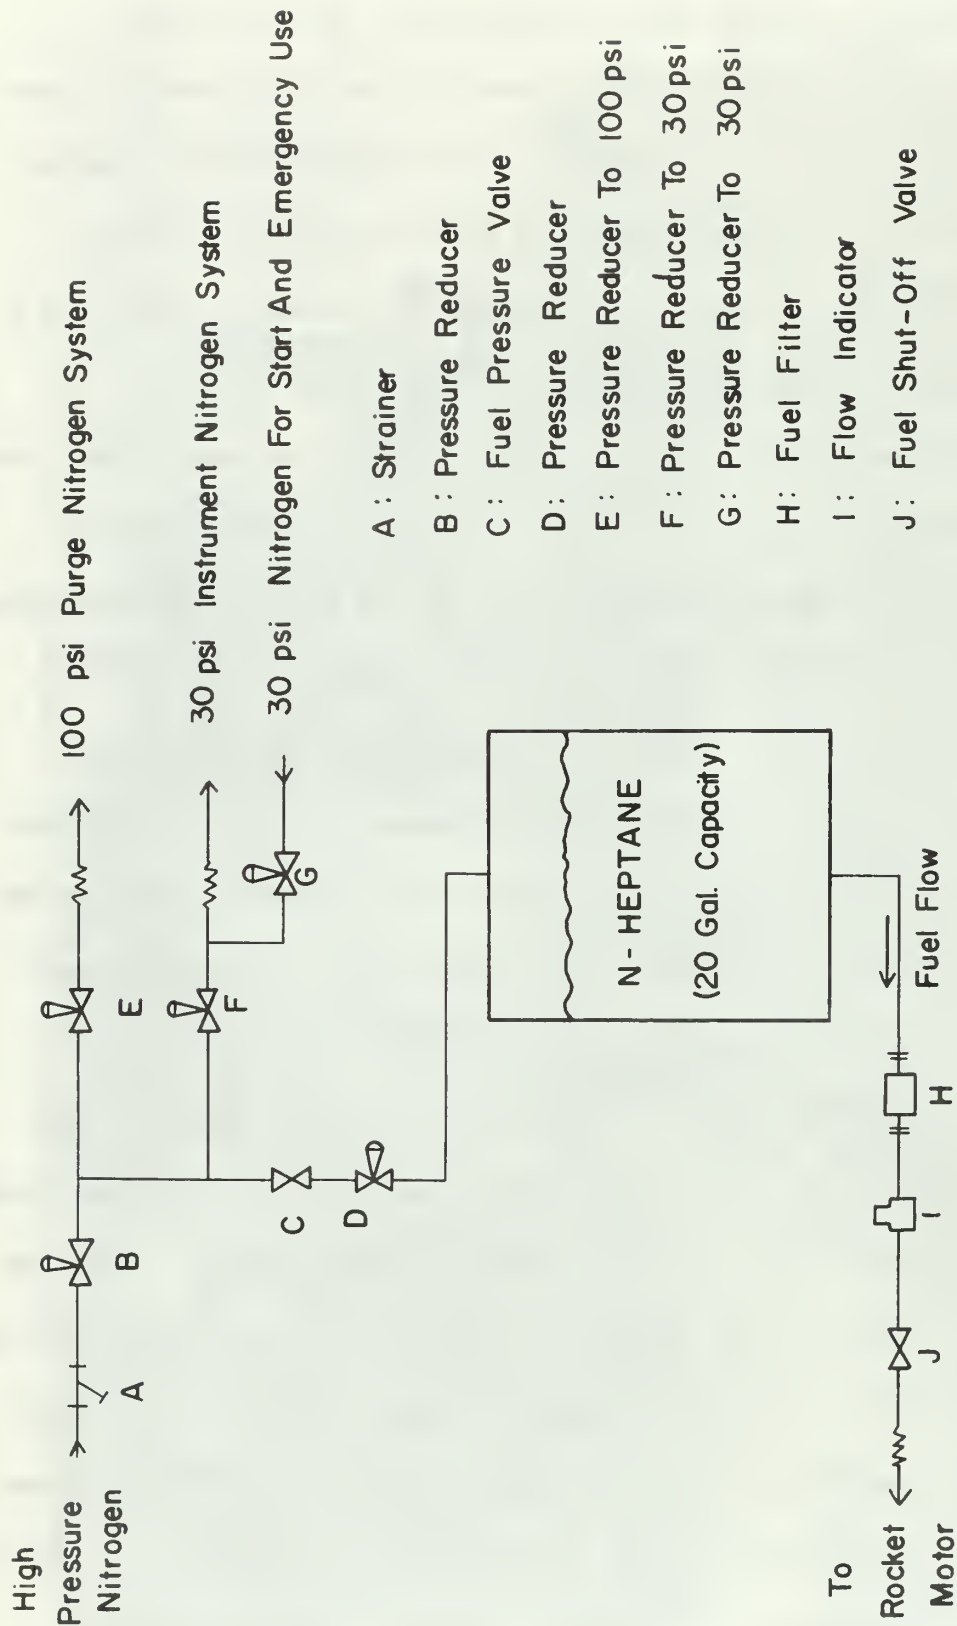 High
Pressure
Nitrogen
A
B
E
100 psi Purge Nitrogen System
F
30 psi Instrument Nitrogen System
G
30 psi Nitrogen For Start And Emergency Use
C
D
A: Strainer
B: Pressure Reducer
C: Fuel Pressure Valve
D: Pressure Reducer
E: Pressure Reducer To 100 psi
F: Pressure Reducer To 30 psi
G: Pressure Reducer To 30 psi
H: Fuel Filter
I: Flow Indicator
J: Fuel Shut-Off Valve
N-HEPTANE
(20 Gal. Capacity)
To
Rocket
Motor
J
I
H
Fuel Flow